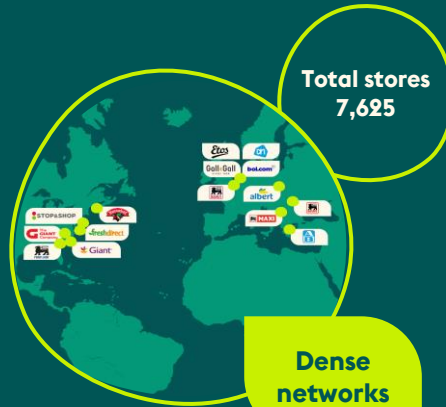 Total stores
7,625
Etos
Gall&Gall
bol.com
STOP&SHOP
albert
MAXI
GIANT
freshdirect
Giant
Dense
networks